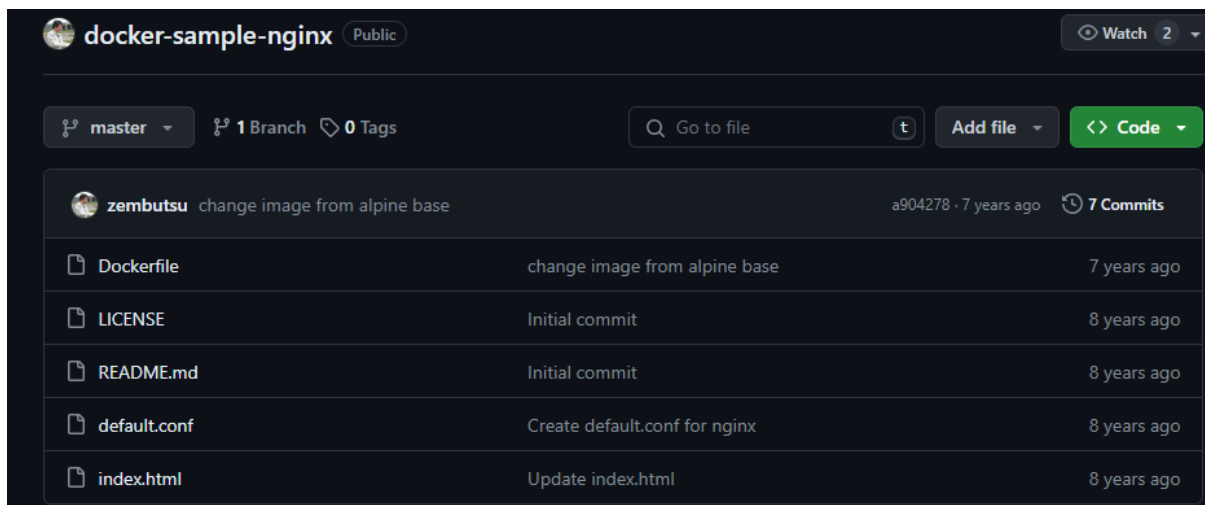 docker-sample-nginx Public Watch 2
master 1 Branch 0 Tags Go to file t Add file <> Code
zembutsu change image from alpine base a904278 · 7 years ago 7 Commits
Dockerfile change image from alpine base 7 years ago
LICENSE Initial commit 8 years ago
README.md Initial commit 8 years ago
default.conf Create default.conf for nginx 8 years ago
index.html Update index.html 8 years ago